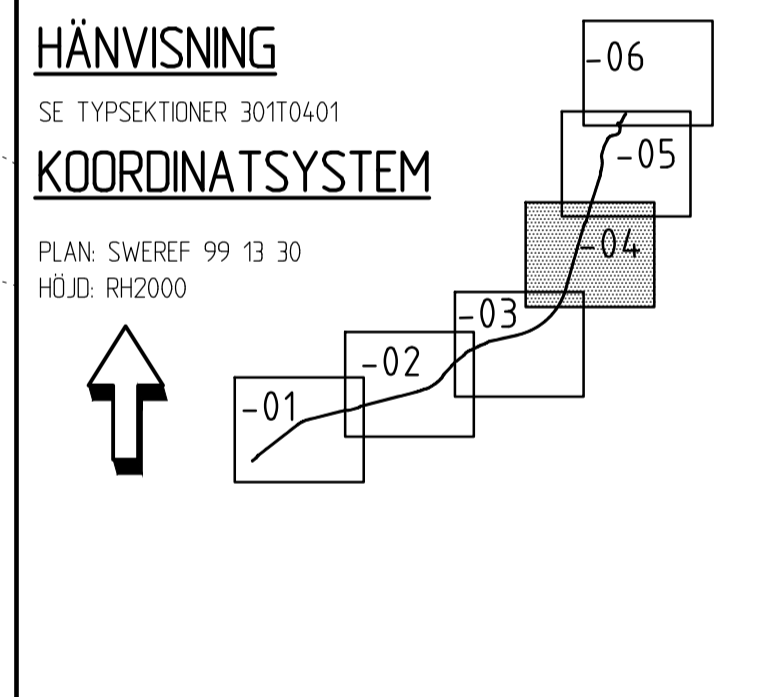 HÄNVISNING
SE TYPSEKTIONER 301T0401
KOORDINATSYSTEM
PLAN: SWEREF 99 13 30
HÖJD: RH2000
-06
-05
-04
-03
-02
-01